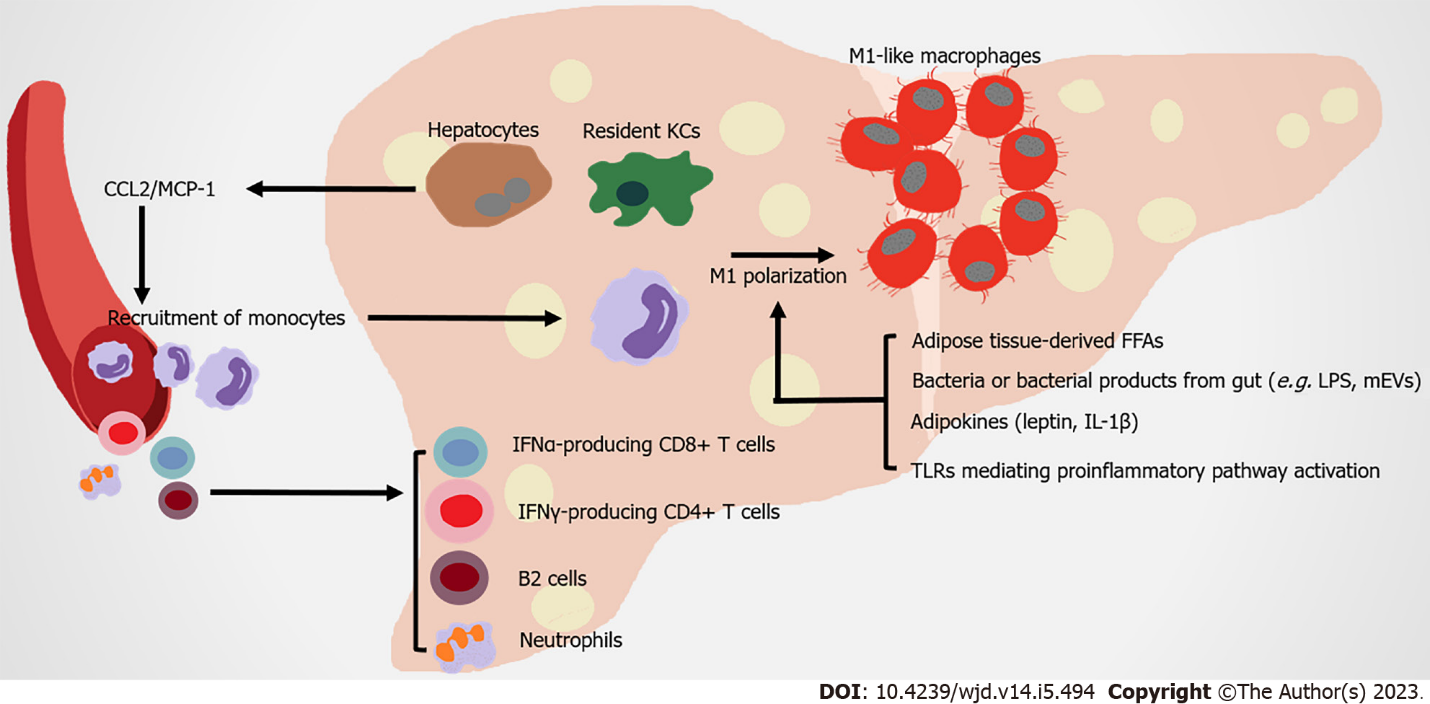 M1-like macrophages
Hepatocytes
Resident KCs
CCL2/MCP-1
M1 polarization
Recruitment of monocytes
Adipose tissue-derived FFAs
Bacteria or bacterial products from gut (e.g. LPS, mEVs)
Adipokines (leptin, IL-1β)
TLRs mediating proinflammatory pathway activation
IFNα-producing CD8+ T cells
IFNγ-producing CD4+ T cells
B2 cells
Neutrophils
DOI: 10.4239/wjd.v14.i5.494 Copyright ©The Author(s) 2023.